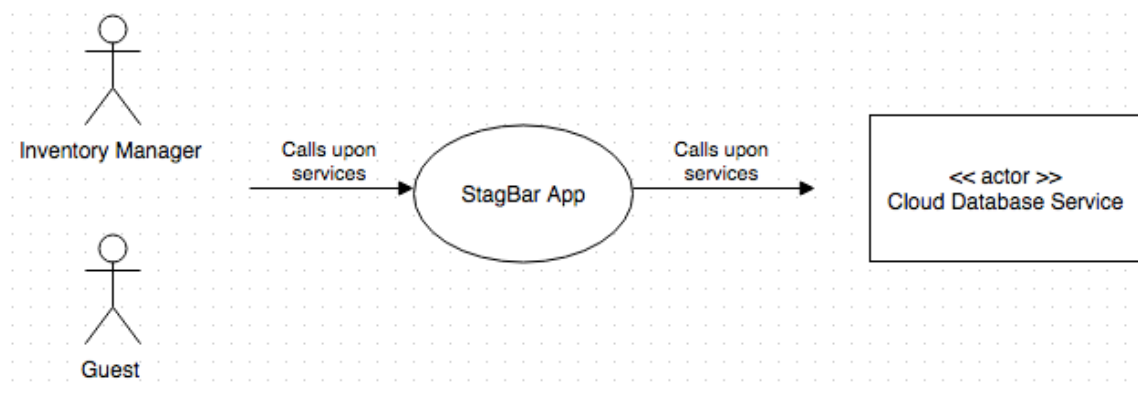 Inventory Manager
Calls upon
services
StagBar App
Calls upon
services
<< actor >>
Cloud Database Service
Guest